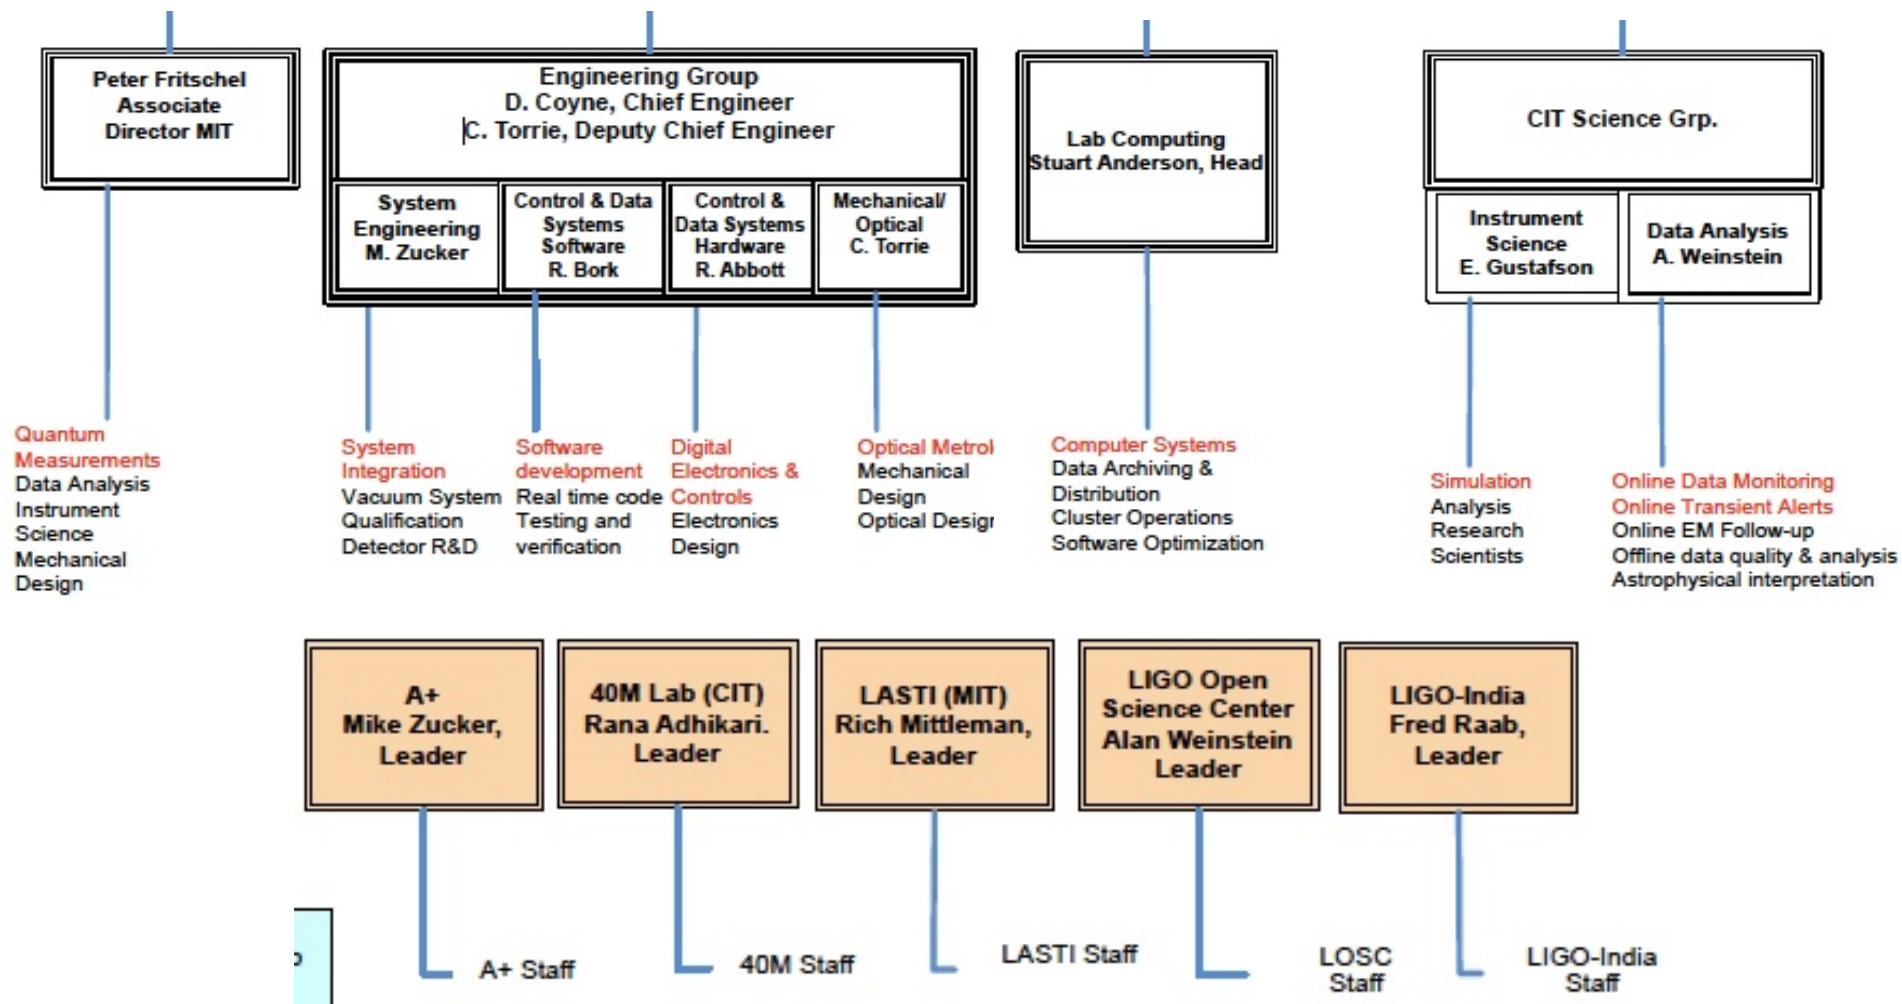 Peter Fritschel
Associate
Director MIT
Engineering Group
D. Coyne, Chief Engineer
C. Torrie, Deputy Chief Engineer
System
Engineering
M. Zucker
Control & Data
Systems
Software
R. Bork
Control &
Data Systems
Hardware
R. Abbott
Mechanical/
Optical
C. Torrie
Lab Computing
Stuart Anderson, Head
CIT Science Grp.
Instrument
Science
E. Gustafson
Data Analysis
A. Weinstein
Quantum
Measurements
Data Analysis
Instrument
Science
Mechanical
Design
System
Integration
Vacuum System
Qualification
Detector R&D
Software
development
Real time code
Testing and
verification
Digital
Electronics &
Controls
Electronics
Design
Optical Metrol
Mechanical
Design
Optical Design
Computer Systems
Data Archiving &
Distribution
Cluster Operations
Software Optimization
Simulation
Analysis
Research
Scientists
Online Data Monitoring
Online Transient Alerts
Online EM Follow-up
Offline data quality & analysis
Astrophysical interpretation
A+
Mike Zucker,
Leader
40M Lab (CIT)
Rana Adhikari.
Leader
LASTI (MIT)
Rich Mittleman,
Leader
LIGO Open
Science Center
Alan Weinstein
Leader
LIGO-India
Fred Raab,
Leader
A+ Staff
40M Staff
LASTI Staff
LOSC
Staff
LIGO-India
Staff